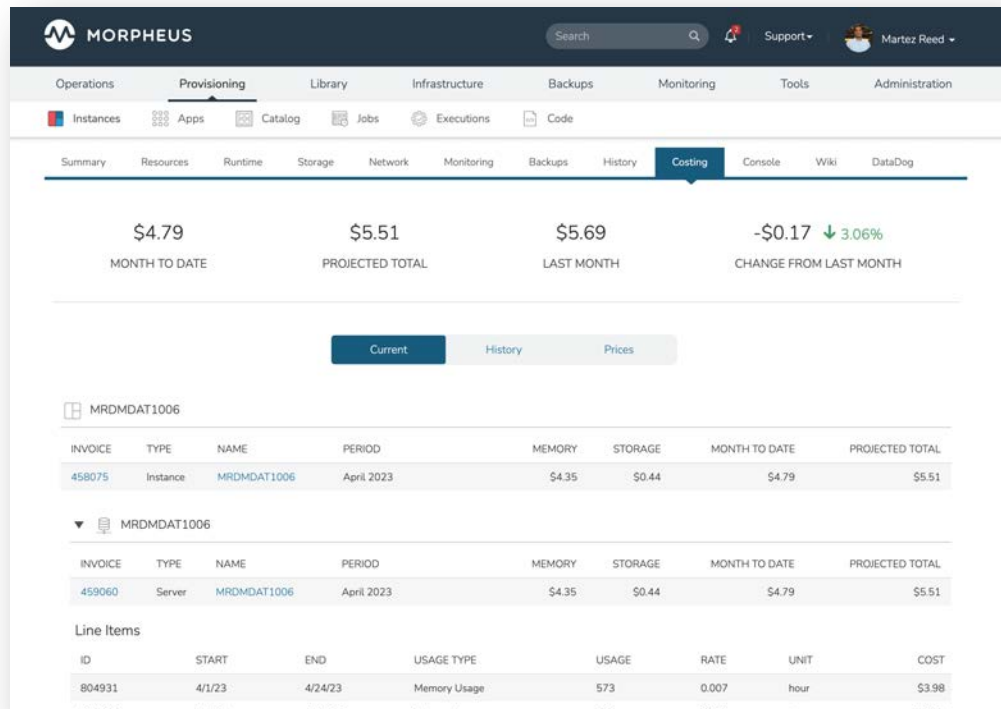 MORPHEUS
Search
2
Support
Martez Reed
Operations Provisioning Library Infrastructure Backups Monitoring Tools Administration
Instances Apps Catalog Jobs Executions Code
Summary Resources Runtime Storage Network Monitoring Backups History Costing Console Wiki DataDog
$4.79 $5.51 $5.69 -$0.17 3.06%
MONTH TO DATE PROJECTED TOTAL LAST MONTH CHANGE FROM LAST MONTH
Current History Prices
MRDMDAT1006
INVOICE TYPE NAME PERIOD MEMORY STORAGE MONTH TO DATE PROJECTED TOTAL
458075 Instance MRDMDAT1006 April 2023 $4.35 $0.44 $4.79 $5.51
MRDMDAT1006
INVOICE TYPE NAME PERIOD MEMORY STORAGE MONTH TO DATE PROJECTED TOTAL
459060 Server MRDMDAT1006 April 2023 $4.35 $0.44 $4.79 $5.51
Line Items
ID START END USAGE TYPE USAGE RATE UNIT COST
804931 4/1/23 4/24/23 Memory Usage 573 0.007 hour $3.98